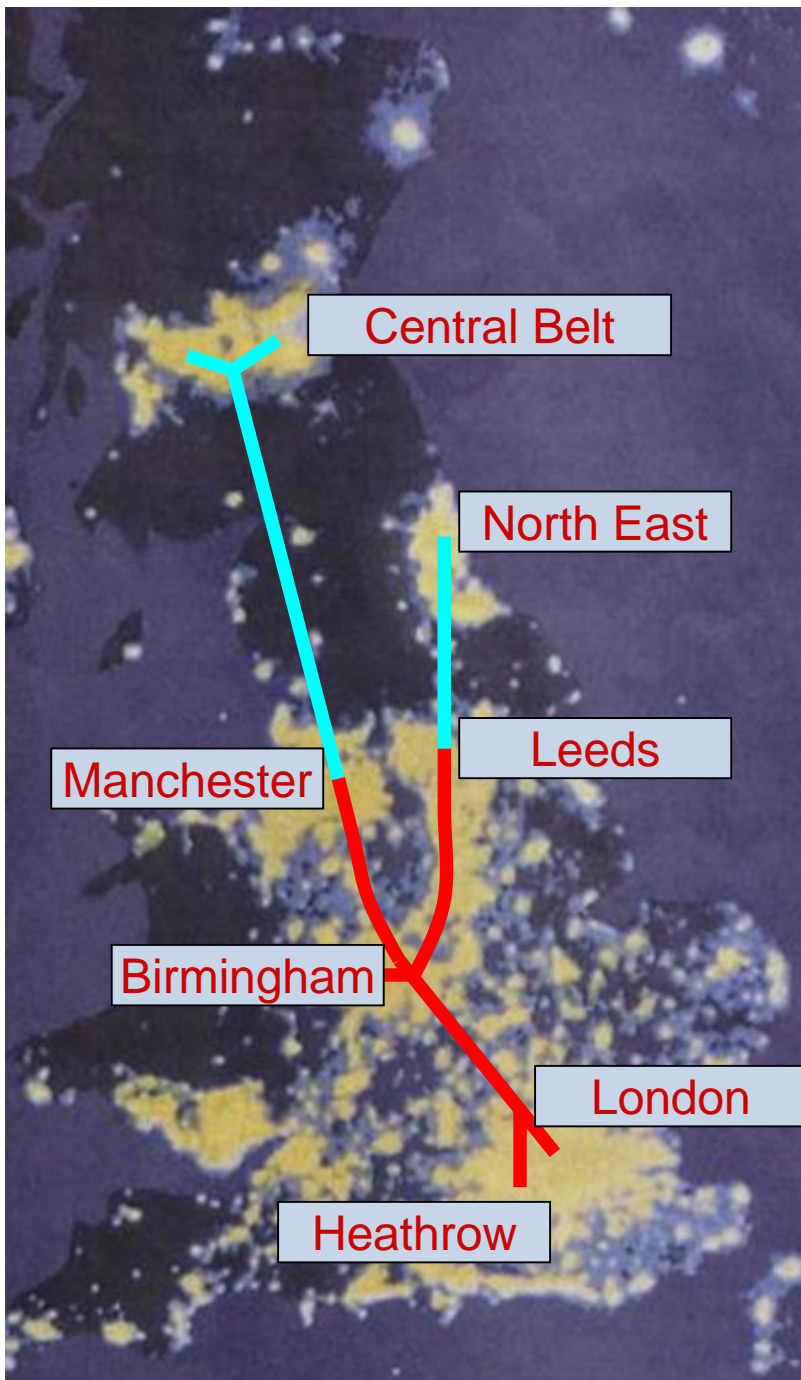 Central Belt
North East
Leeds
Manchester
Birmingham
London
Heathrow